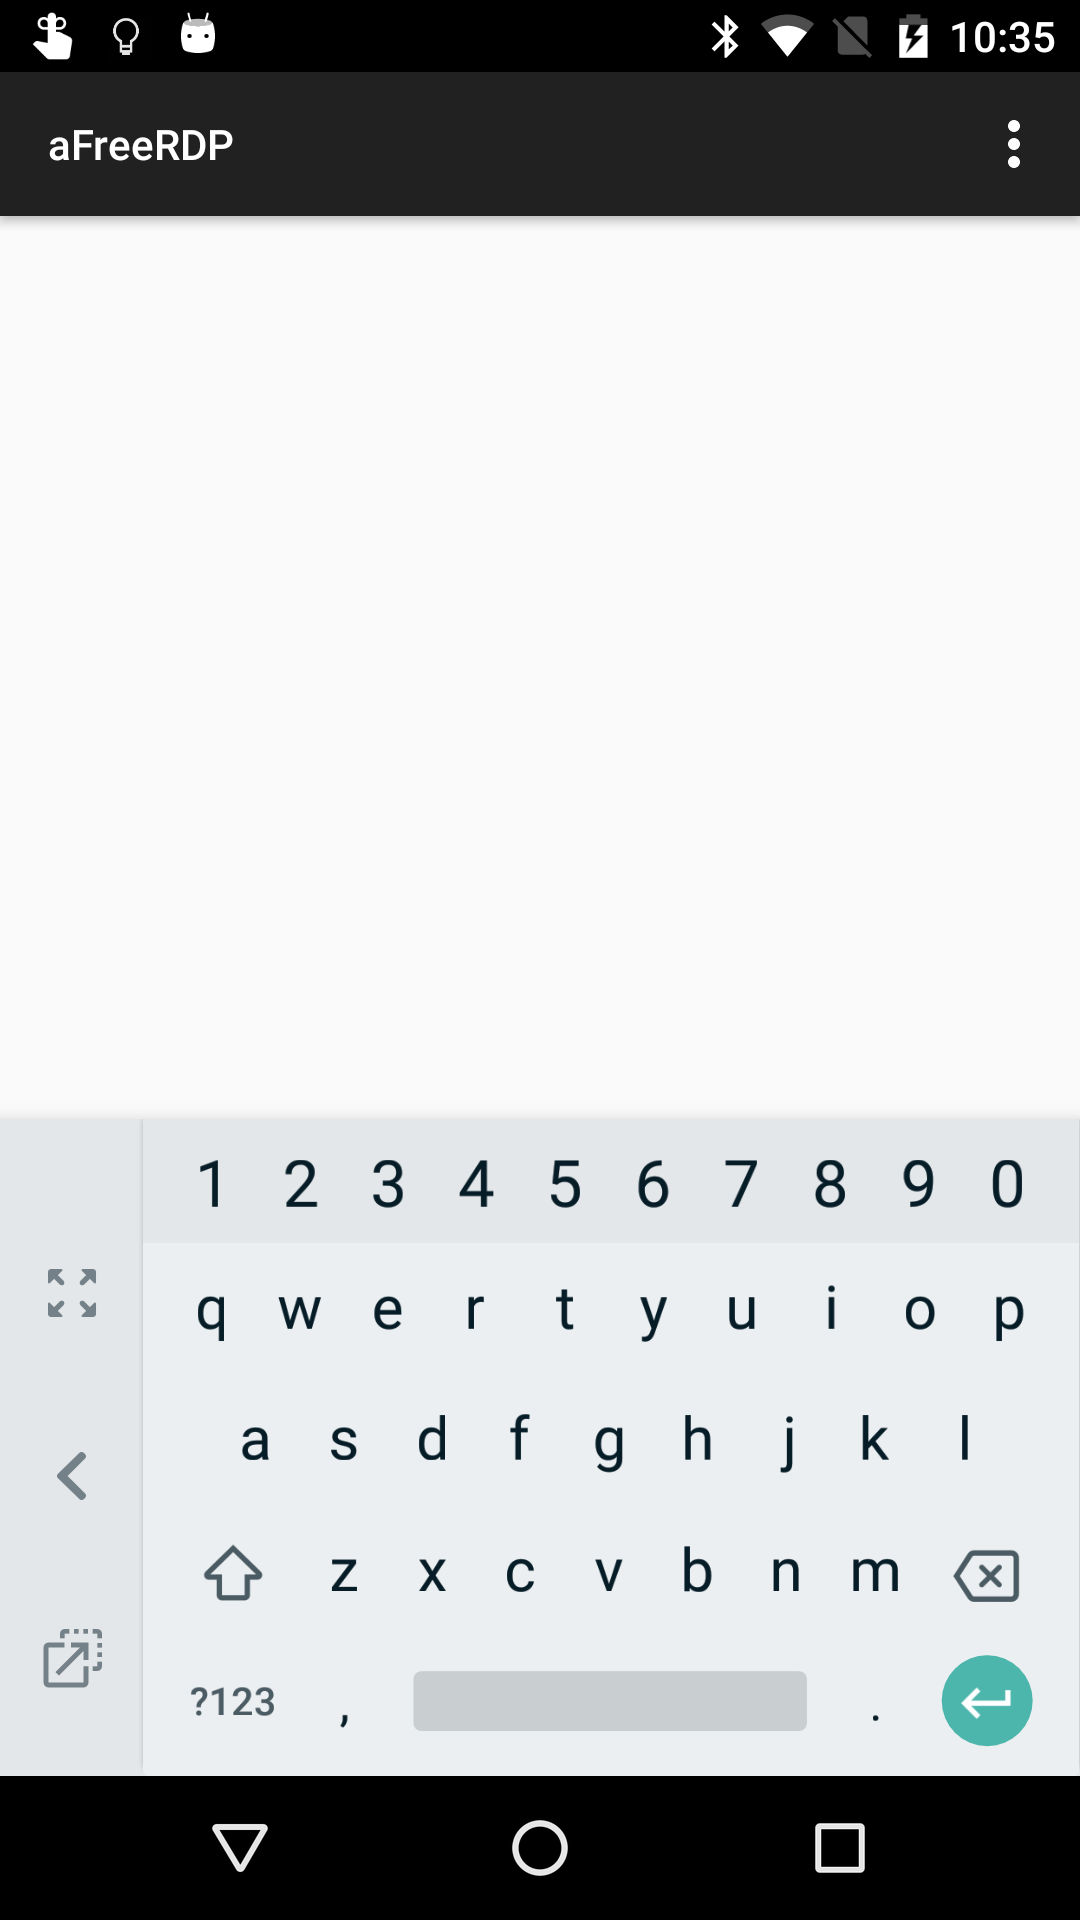 10:35
aFreeRDP
1 2 3 4 5 6 7 8 9 0
q w e r t y u i o p
a s d f g h j k l
z x c v b n m
?123 , .